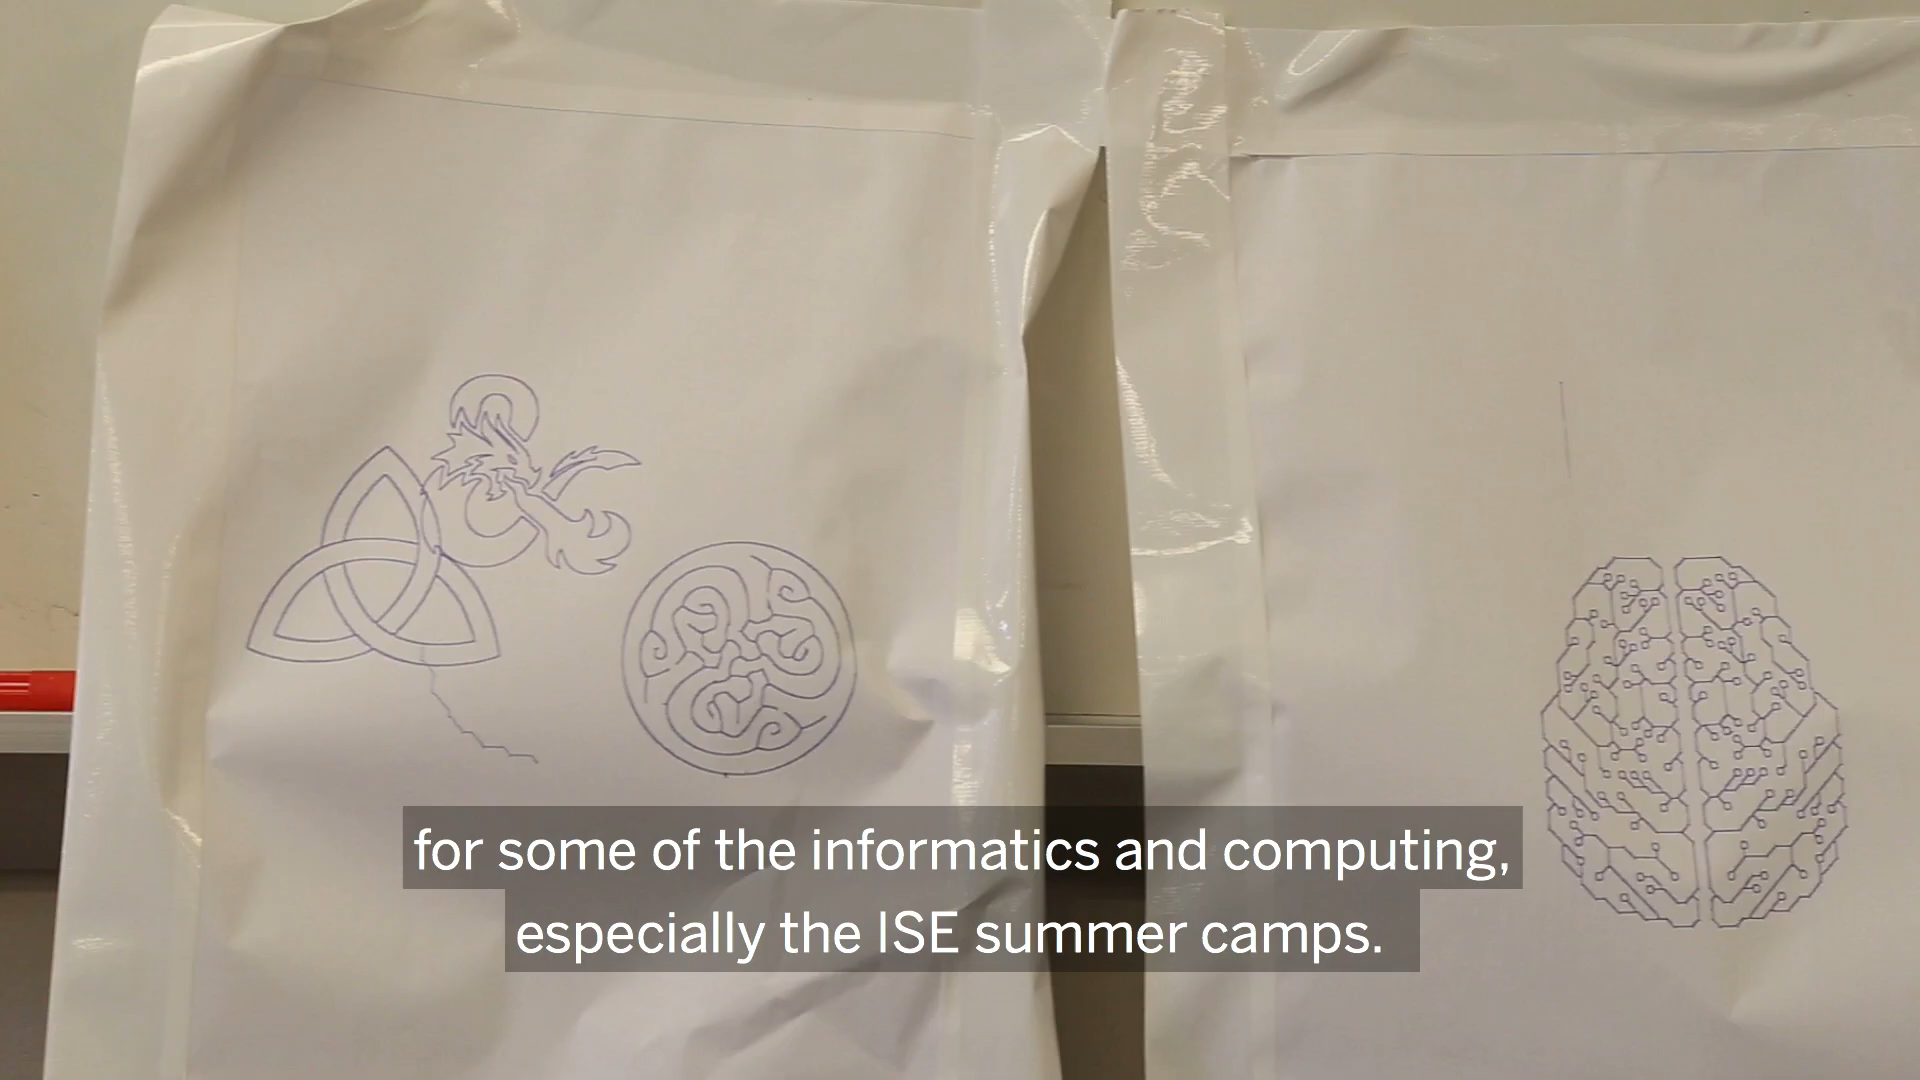 for some of the informatics and computing,
especially the ISE summer camps.